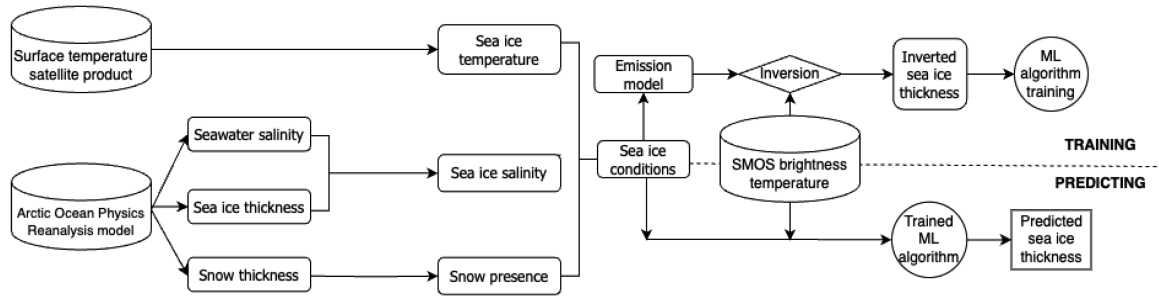 Surface temperature
satellite product
Sea ice
temperature
Emission
model
Inversion
Inverted
sea ice
thickness
ML
algorithm
training
Seawater salinity
Sea ice thickness
Snow thickness
Arctic Ocean Physics
Reanalysis model
Sea ice salinity
Snow presence
Sea ice
conditions
SMOS brightness
temperature
TRAINING
PREDICTING
Trained
ML
algorithm
Predicted
sea ice
thickness